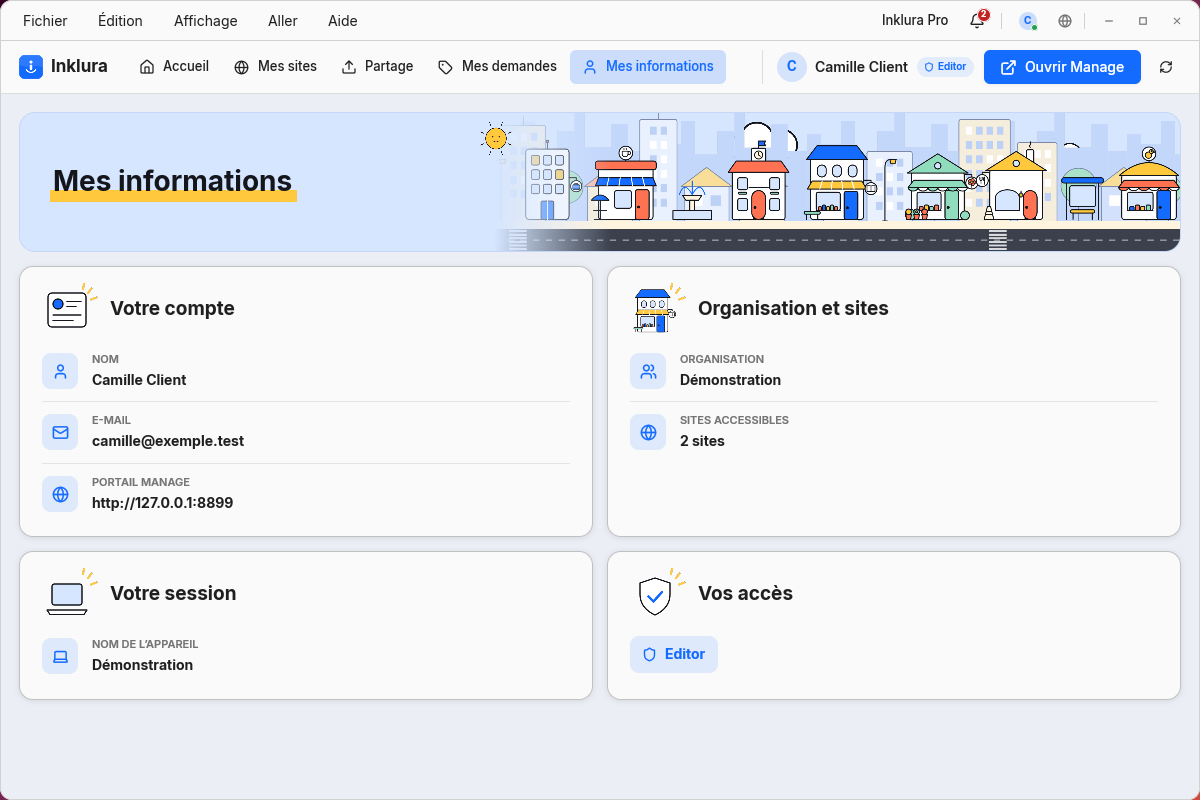 Fichier Édition Affichage Aller Aide Inklura Pro 2 C
Inklura Accueil Mes sites Partage Mes demandes Mes informations C Camille Client Editor Ouvrir Manage
Mes informations
Votre compte
NOM
Camille Client
E-MAIL
camille@exemple.test
PORTAIL MANAGE
http://127.0.0.1:8899
Organisation et sites
ORGANISATION
Démonstration
SITES ACCESSIBLES
2 sites
Votre session
NOM DE L'APPAREIL
Démonstration
Vos accès
Editor